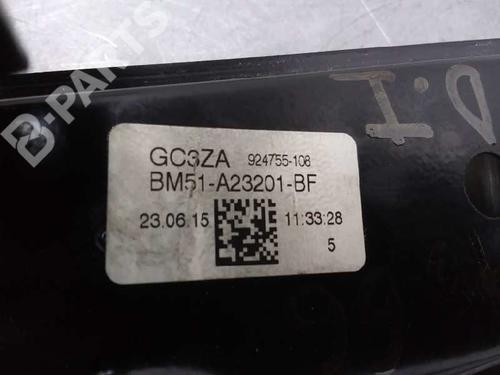 B-PARTS
D.I
GC3ZA 924755-108
BM51-A23201-BF
23.06.15 11:33:28
5